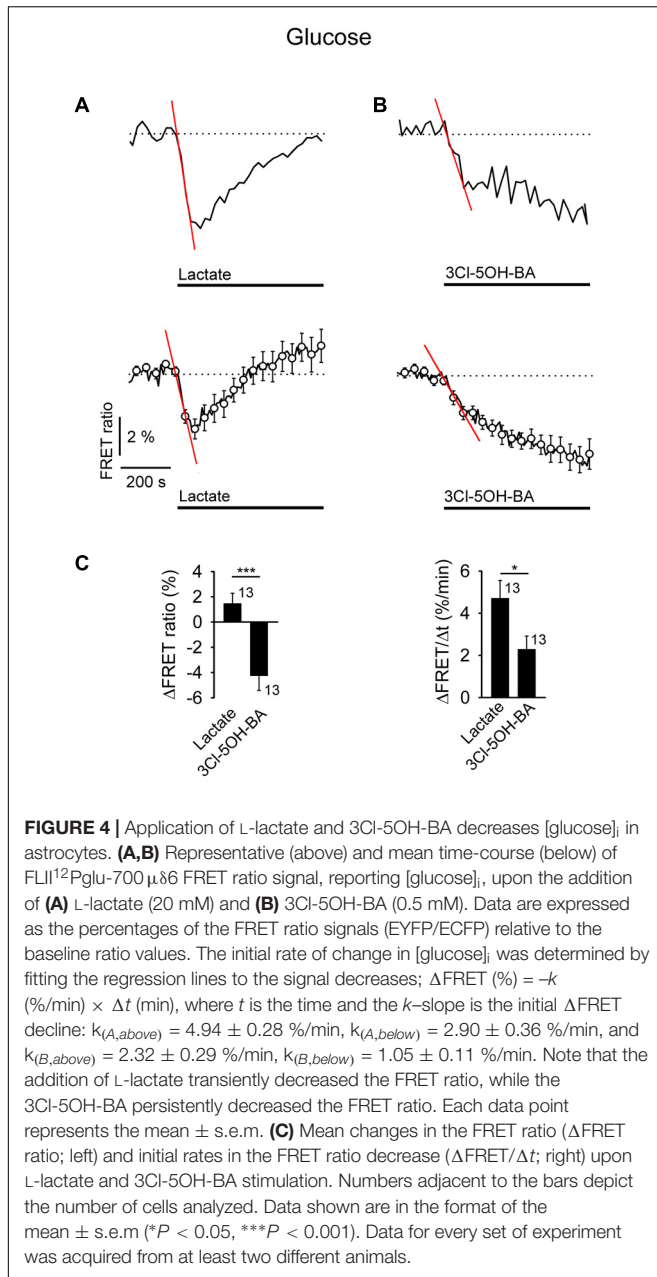 Glucose
A
B
Lactate
3Cl-5OH-BA
FRET ratio
2 %
200 s
Lactate
3Cl-5OH-BA
C
ΔFRET ratio (%)
4
2
0
-2
-4
-6
***
13
13
Lactate
3Cl-5OH-BA
ΔFRET/Δt (%/min)
6
4
2
0
*
13
13
Lactate
3Cl-5OH-BA
FIGURE 4 | Application of L-lactate and 3Cl-5OH-BA decreases [glucose]i in
astrocytes. (A,B) Representative (above) and mean time-course (below) of
FLII12Pglu-700μδ6 FRET ratio signal, reporting [glucose]i, upon the addition
of (A) L-lactate (20 mM) and (B) 3Cl-5OH-BA (0.5 mM). Data are expressed
as the percentages of the FRET ratio signals (EYFP/ECFP) relative to the
baseline ratio values. The initial rate of change in [glucose]i was determined by
fitting the regression lines to the signal decreases; ΔFRET (%) = –k
(%/min) × Δt (min), where t is the time and the k–slope is the initial ΔFRET
decline: k(A,above) = 4.94 ± 0.28 %/min, k(A,below) = 2.90 ± 0.36 %/min, and
k(B,above) = 2.32 ± 0.29 %/min, k(B,below) = 1.05 ± 0.11 %/min. Note that the
addition of L-lactate transiently decreased the FRET ratio, while the
3Cl-5OH-BA persistently decreased the FRET ratio. Each data point
represents the mean ± s.e.m. (C) Mean changes in the FRET ratio (ΔFRET
ratio; left) and initial rates in the FRET ratio decrease (ΔFRET/Δt; right) upon
L-lactate and 3Cl-5OH-BA stimulation. Numbers adjacent to the bars depict
the number of cells analyzed. Data shown are in the format of the
mean ± s.e.m (*P < 0.05, ***P < 0.001). Data for every set of experiment
was acquired from at least two different animals.